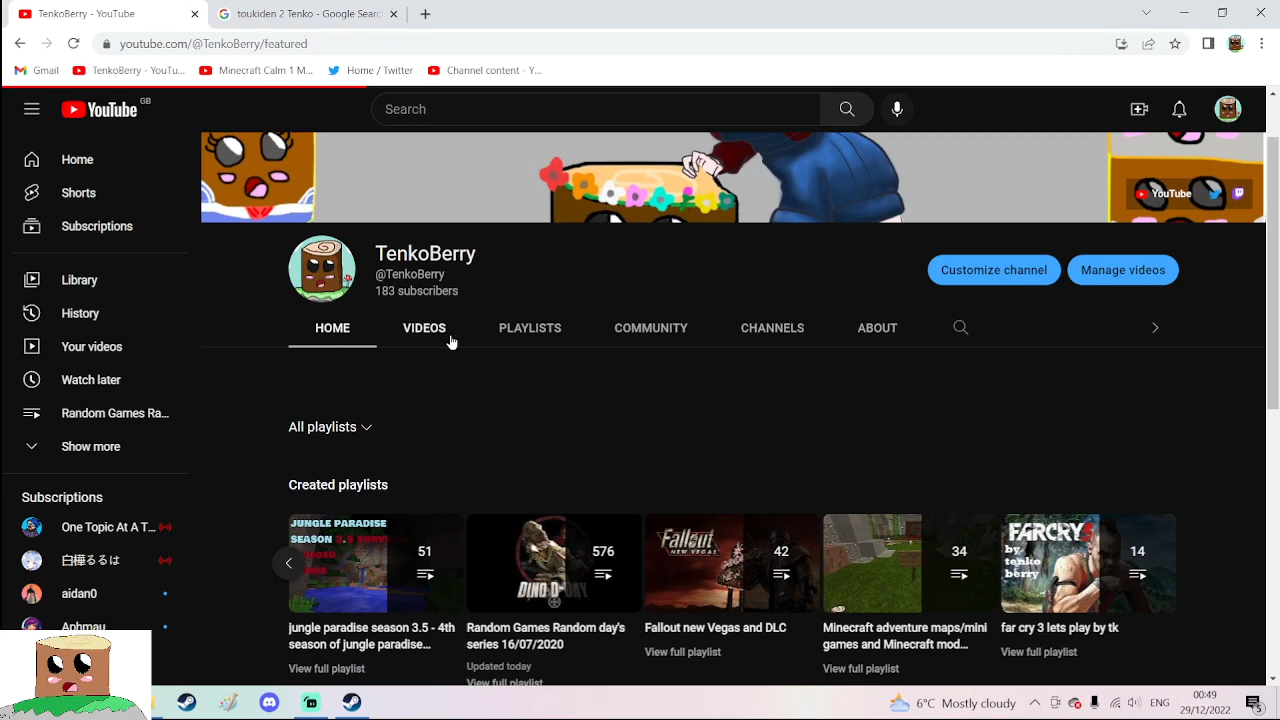 TenkoBerry - YouTube
toukiden 2 Tenko - Google Searc
youtube.com/@TenkoBerry/featured
Gmail
TenkoBerry - YouTu...
Minecraft Calm 1 M...
Home / Twitter
Channel content - Y...
YouTube GB
Search
Home
Shorts
Subscriptions
Library
History
Your videos
Watch later
Random Games Ra...
Show more
Subscriptions
One Topic At A T...
白樺るるは
aidan0
Aphmau
YouTube
TenkoBerry
@TenkoBerry
183 subscribers
Customize channel
Manage videos
HOME
VIDEOS
PLAYLISTS
COMMUNITY
CHANNELS
ABOUT
All playlists
Created playlists
JUNGLE PARADISE
SEASON 3.5
51
jungle paradise season 3.5 - 4th
season of jungle paradise...
View full playlist
DINO D-DAY
576
Random Games Random day's
series 16/07/2020
Updated today
View full playlist
Fallout
NEW VEGAS
42
Fallout new Vegas and DLC
View full playlist
34
Minecraft adventure maps/mini
games and Minecraft mod...
View full playlist
FARCRY3
by
tenko
berry
14
far cry 3 lets play by tk
View full playlist
6°C Mostly cloudy
ENG
00:49
29/12/2022
5